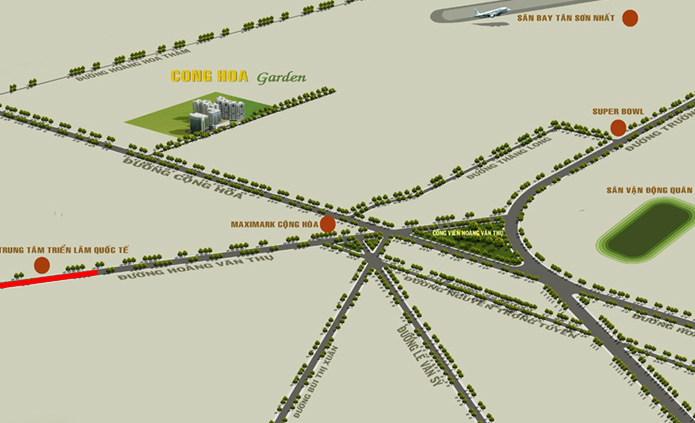 SÂN BAY TÂN SƠN NHẤT
ĐƯỜNG HOÀNG HOA THÁM
CONG HOA Garden
SUPER BOWL
ĐƯỜNG TRƯỜN
ĐƯỜNG THĂNG LONG
ĐƯỜNG CỘNG HÒA
SÂN VẬN ĐỘNG QUÂN
MAXIMARK CỘNG HÒA
CÔNG VIÊN HOÀNG VĂN THỤ
TRUNG TÂM TRIỂN LÃM QUỐC TẾ
ĐƯỜNG HOÀNG VĂN THỤ
ĐƯỜNG NGUYỄN TRỌNG TUYỂN
ĐƯỜNG HOÀ
ĐƯỜNG LÊ VĂN SỸ
ĐƯỜNG BÙI THỊ XUÂN